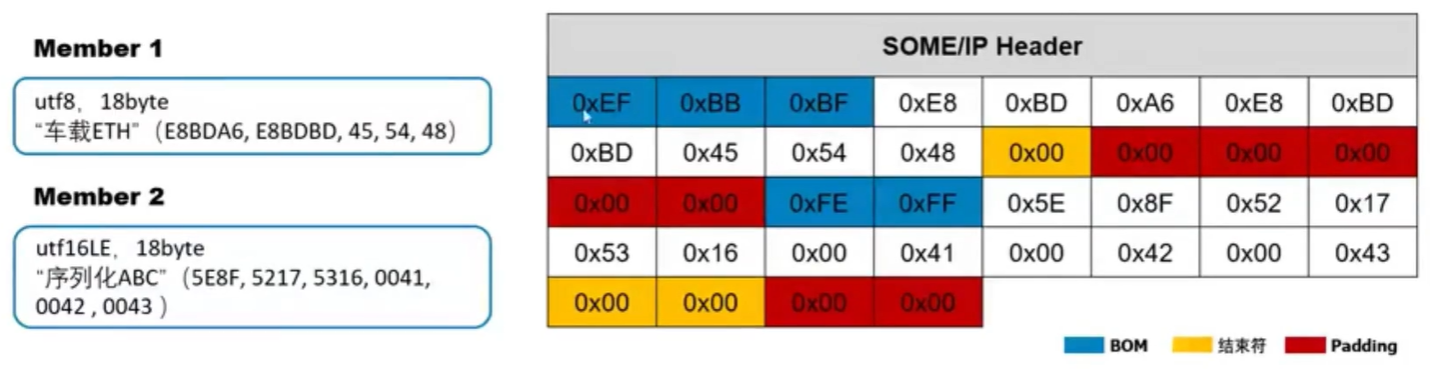 Member 1
utf8，18byte
“车载ETH”（E8BDA6, E8BDBD, 45, 54, 48）
Member 2
utf16LE，18byte
“序列化ABC”（5E8F, 5217, 5316, 0041,
0042 , 0043 ）
SOME/IP Header
0xEF 0xBB 0xBF 0xE8 0xBD 0xA6 0xE8 0xBD
0xBD 0x45 0x54 0x48 0x00 0x00 0x00 0x00
0x00 0x00 0xFE 0xFF 0x5E 0x8F 0x52 0x17
0x53 0x16 0x00 0x41 0x00 0x42 0x00 0x43
0x00 0x00 0x00 0x00
BOM 结束符 Padding